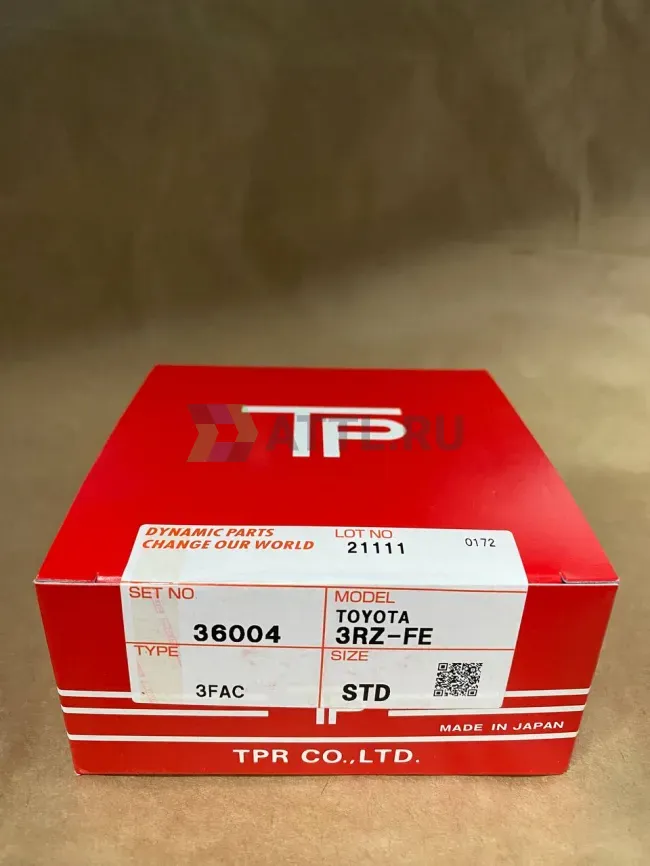 TP
ATTL.RU
DYNAMIC PARTS
CHANGE OUR WORLD
LOT NO
21111
0172
SET NO
36004
MODEL
TOYOTA
3RZ-FE
TYPE
3FAC
SIZE
STD
MADE IN JAPAN
TPR CO.,LTD.